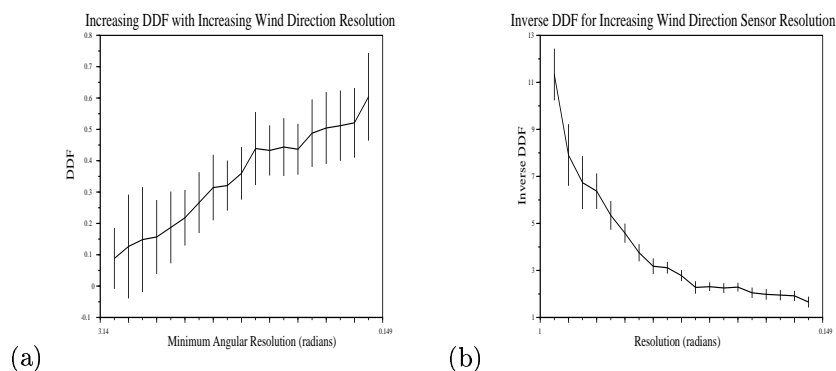 Increasing DDF with Increasing Wind Direction Resolution
0.8
0.7
0.6
0.5
0.4
0.3
0.2
0.1
0
-0.1
DDF
3.14
0.149
Minimum Angular Resolution (radians)
(a)
Inverse DDF for Increasing Wind Direction Sensor Resolution
13
11
9
7
5
3
1
Inverse DDF
1
0.149
Resolution (radians)
(b)